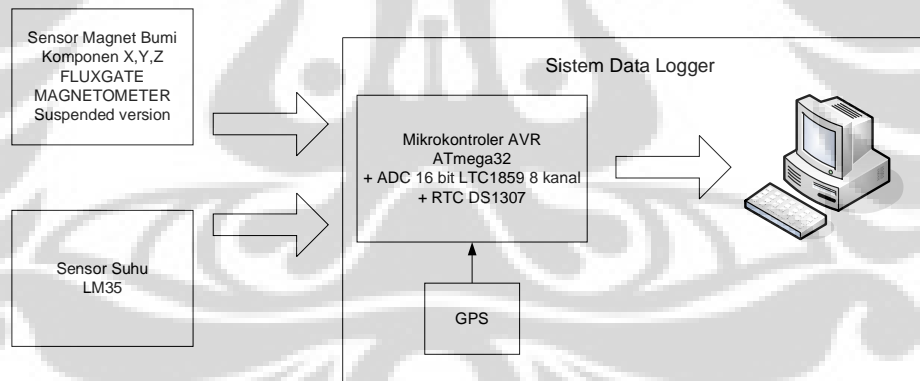 Sensor Magnet Bumi
Komponen X,Y,Z
FLUXGATE
MAGNETOMETER
Suspended version
Sistem Data Logger
Mikrokontroler AVR
ATmega32
+ ADC 16 bit LTC1859 8 kanal
+ RTC DS1307
Sensor Suhu
LM35
GPS